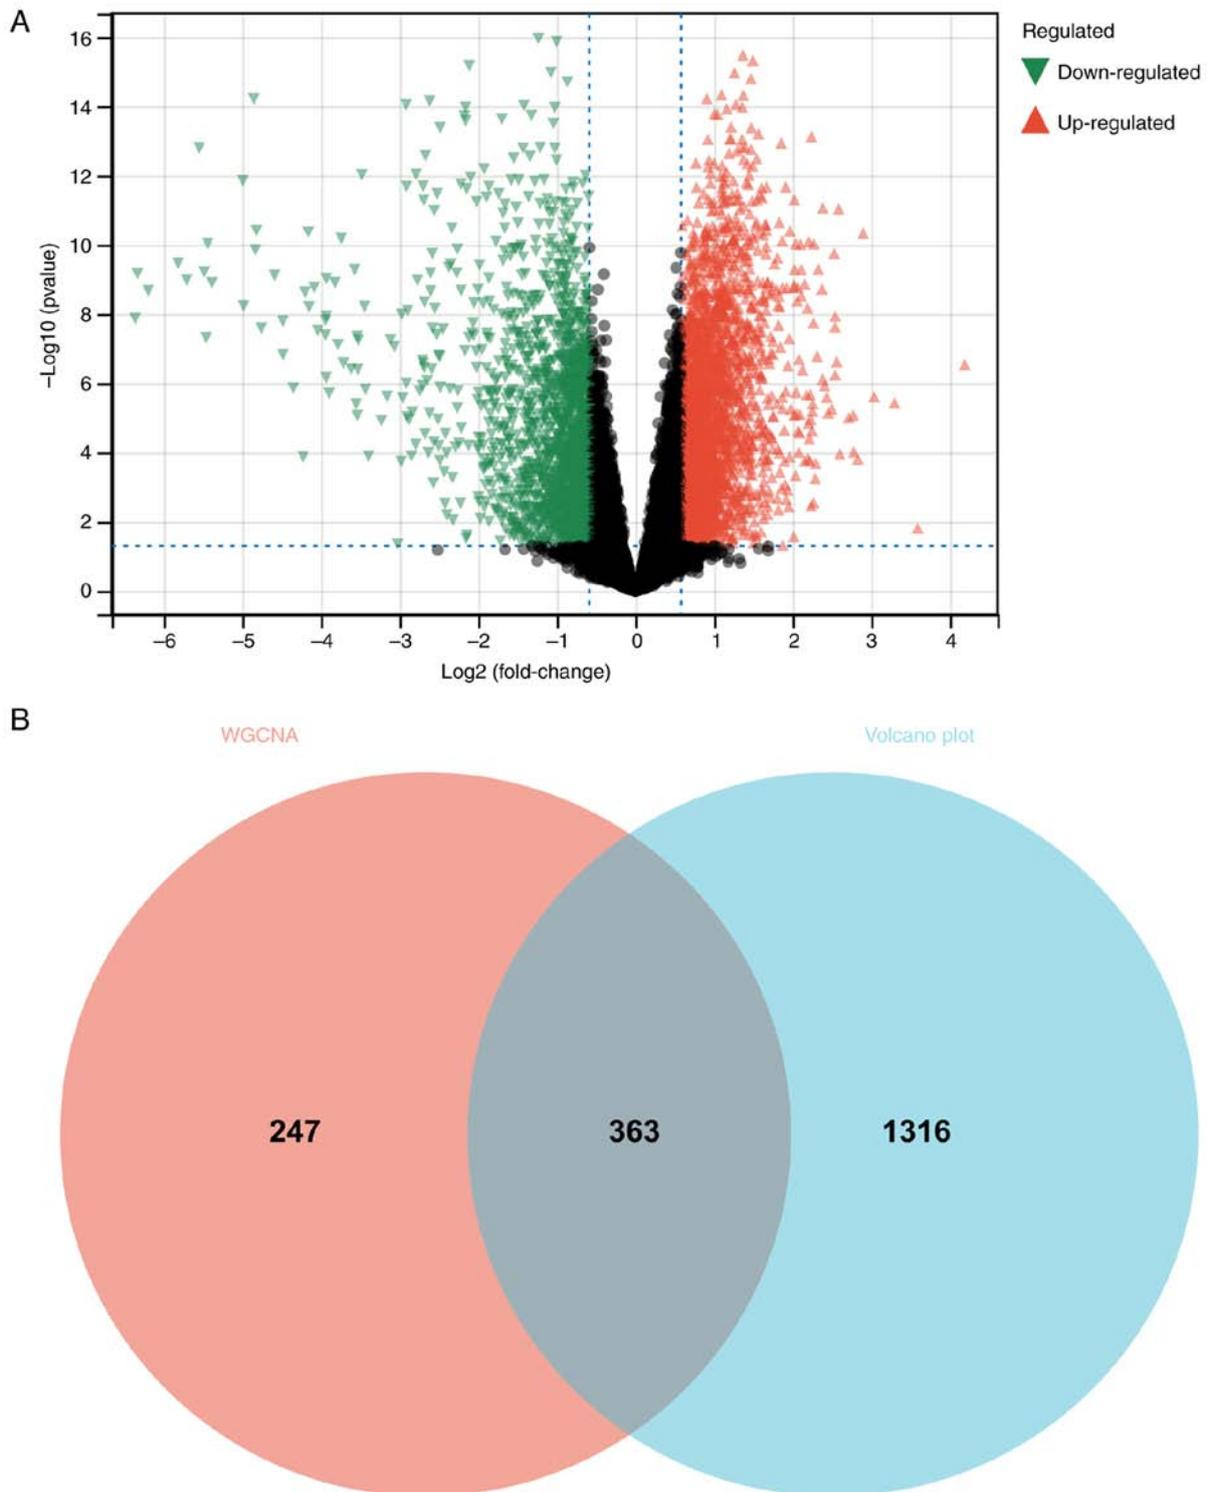 A
Regulated
Down-regulated
Up-regulated
16
14
12
10
8
6
4
2
0
–Log10 (pvalue)
–6 –5 –4 –3 –2 –1 0 1 2 3 4
Log2 (fold-change)
B
WGCNA Volcano plot
247 363 1316